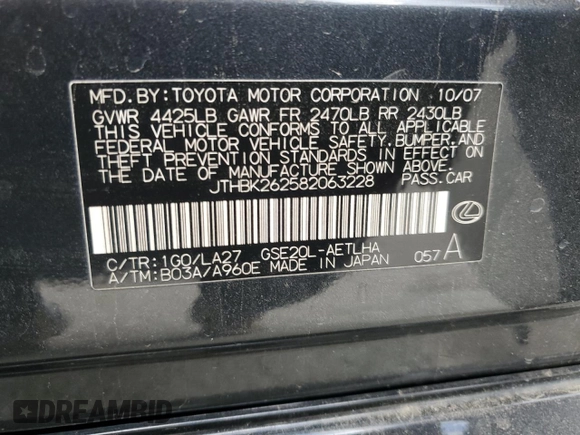 MFD.BY:TOYOTA MOTOR CORPORATION 10/07
GVWR 4425LB GAWR FR 2470LB RR 2430LB
THIS VEHICLE CONFORMS TO ALL APPLICABLE
FEDERAL MOTOR VEHICLE SAFETY,BUMPER,AND
THEFT PREVENTION STANDARDS IN EFFECT ON
THE DATE OF MANUFACTURE SHOWN ABOVE.
JTHBK262582063228 PASS.CAR
C/TR:1G0/LA27 GSE20L-AETLHA
A/TM:B03A/A960E MADE IN JAPAN 057A
DREAMBID